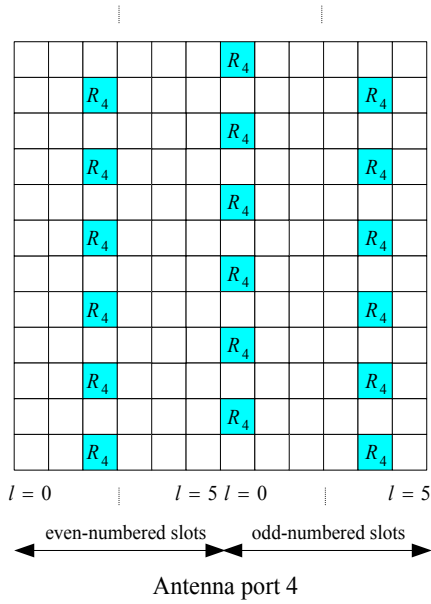 R4
R4 R4
R4
R4 R4
R4
R4 R4
R4
R4 R4
R4
R4 R4
R4
R4 R4
l = 0 l = 5 l = 0 l = 5
even-numbered slots odd-numbered slots
Antenna port 4